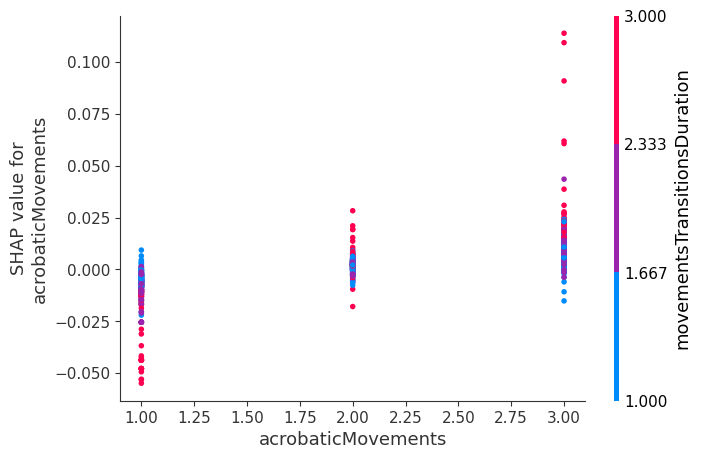 0.100
0.075
0.050
0.025
0.000
−0.025
−0.050
SHAP value for
acrobaticMovements
1.00 1.25 1.50 1.75 2.00 2.25 2.50 2.75 3.00
acrobaticMovements
3.000
2.333
1.667
1.000
movementsTransitionsDuration